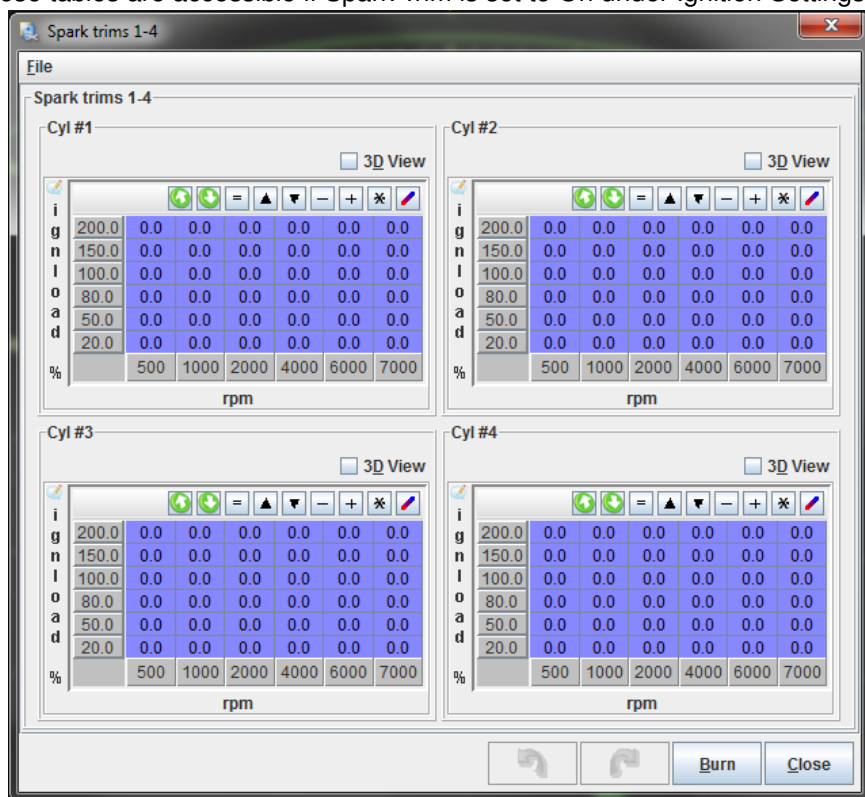 tables are accessible if Spark Trim is set to On under Ignition Settings
Spark trims 1-4
File
Spark trims 1-4
Cyl #1
3D View
= - + *
ignload %
200.0 0.0 0.0 0.0 0.0 0.0 0.0
150.0 0.0 0.0 0.0 0.0 0.0 0.0
100.0 0.0 0.0 0.0 0.0 0.0 0.0
80.0 0.0 0.0 0.0 0.0 0.0 0.0
50.0 0.0 0.0 0.0 0.0 0.0 0.0
20.0 0.0 0.0 0.0 0.0 0.0 0.0
500 1000 2000 4000 6000 7000
rpm
Cyl #2
3D View
= - + *
ignload %
200.0 0.0 0.0 0.0 0.0 0.0 0.0
150.0 0.0 0.0 0.0 0.0 0.0 0.0
100.0 0.0 0.0 0.0 0.0 0.0 0.0
80.0 0.0 0.0 0.0 0.0 0.0 0.0
50.0 0.0 0.0 0.0 0.0 0.0 0.0
20.0 0.0 0.0 0.0 0.0 0.0 0.0
500 1000 2000 4000 6000 7000
rpm
Cyl #3
3D View
= - + *
ignload %
200.0 0.0 0.0 0.0 0.0 0.0 0.0
150.0 0.0 0.0 0.0 0.0 0.0 0.0
100.0 0.0 0.0 0.0 0.0 0.0 0.0
80.0 0.0 0.0 0.0 0.0 0.0 0.0
50.0 0.0 0.0 0.0 0.0 0.0 0.0
20.0 0.0 0.0 0.0 0.0 0.0 0.0
500 1000 2000 4000 6000 7000
rpm
Cyl #4
3D View
= - + *
ignload %
200.0 0.0 0.0 0.0 0.0 0.0 0.0
150.0 0.0 0.0 0.0 0.0 0.0 0.0
100.0 0.0 0.0 0.0 0.0 0.0 0.0
80.0 0.0 0.0 0.0 0.0 0.0 0.0
50.0 0.0 0.0 0.0 0.0 0.0 0.0
20.0 0.0 0.0 0.0 0.0 0.0 0.0
500 1000 2000 4000 6000 7000
rpm
Burn
Close